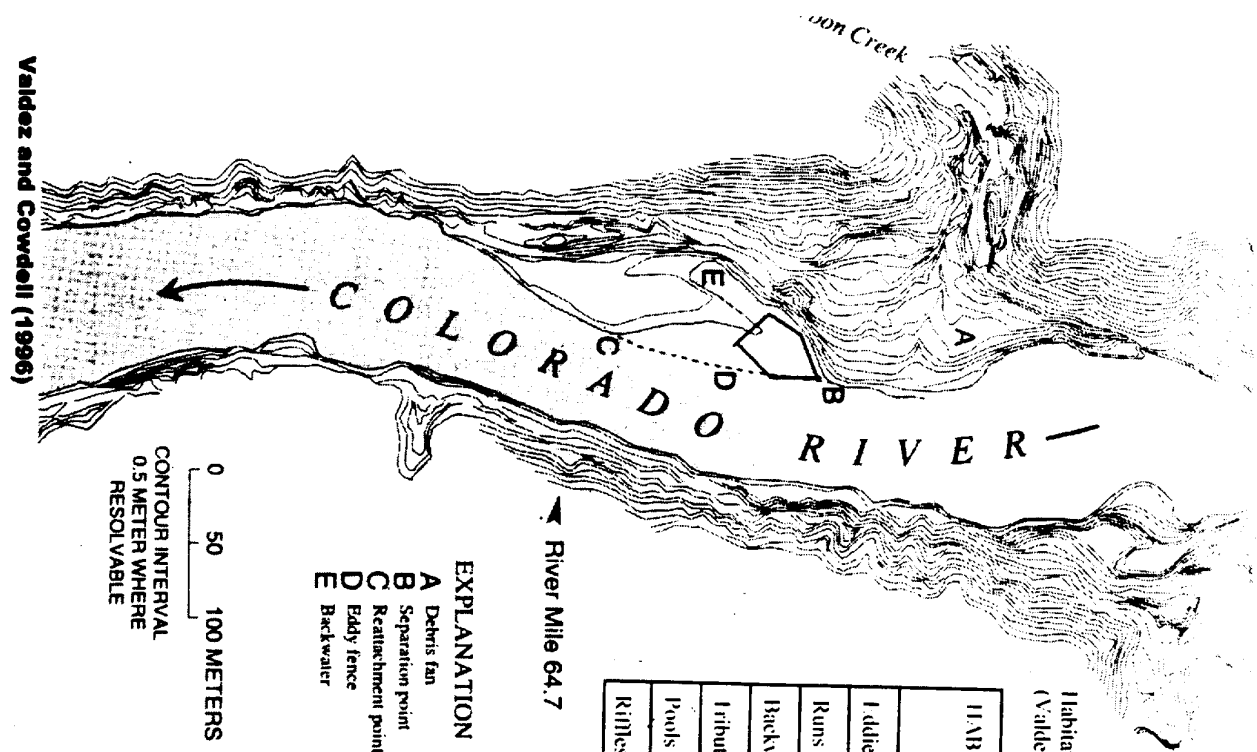 Creek
A
B
C
D
E
COLORADO RIVER
River Mile 64.7
EXPLANATION
A Debris fan
B Separation point
C Reattachment point
D Eddy fence
E Backwater
0 50 100 METERS
CONTOUR INTERVAL
0.5 METER WHERE
RESOLVABLE
Valdez and Cowdell (1996)
Habita
(Valde
HAB
Eddie
Runs
Backw
Tribut
Pools
Riffles